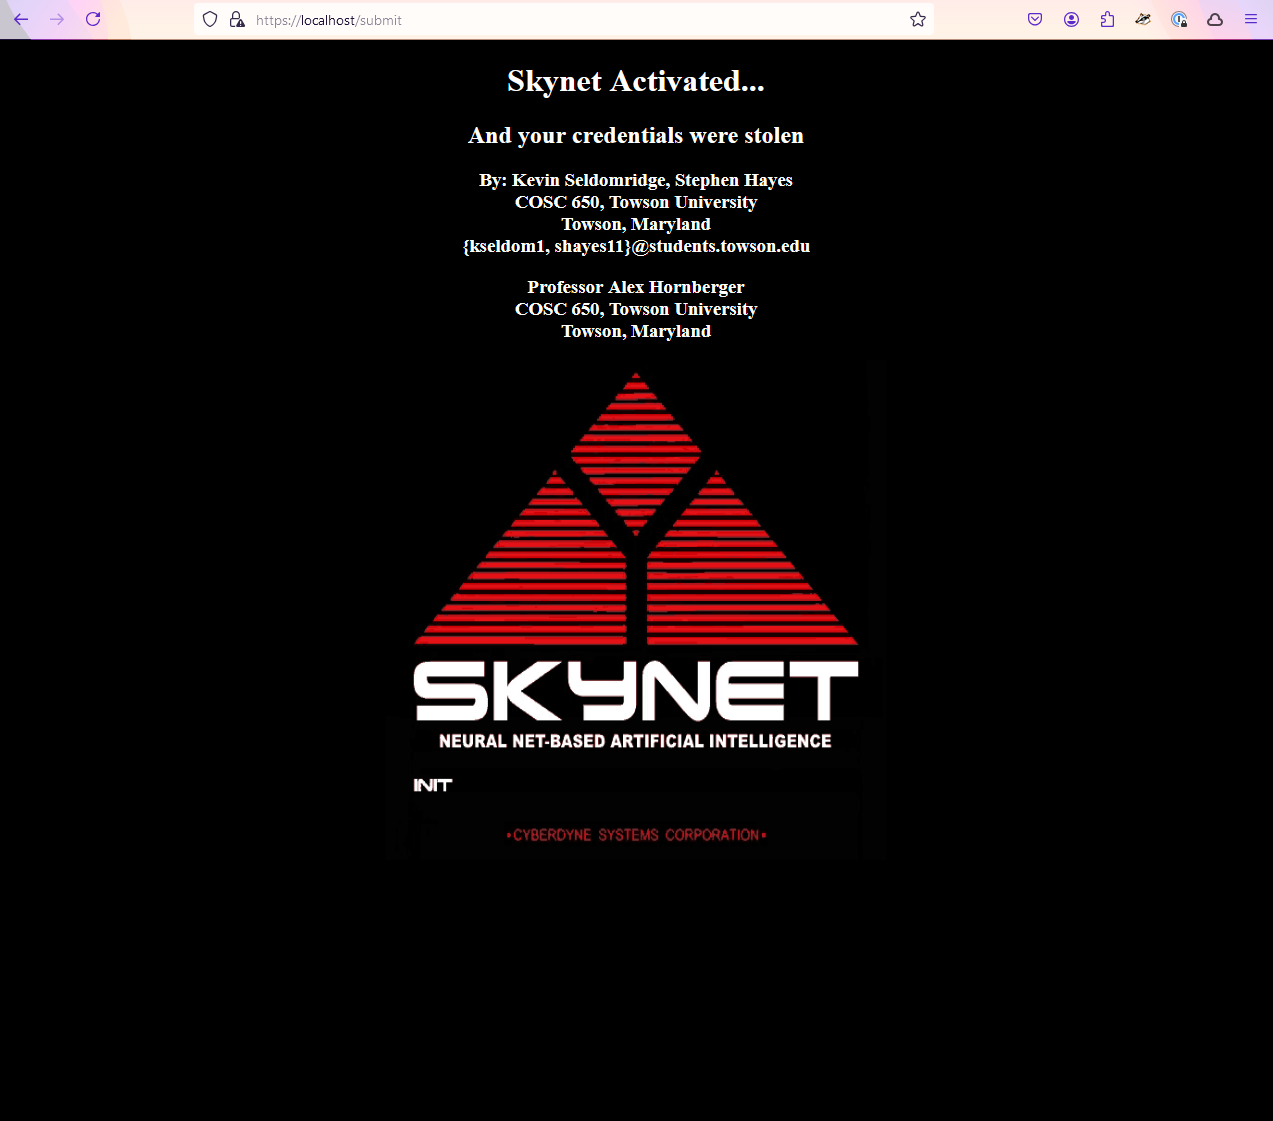 https://localhost/submit
Skynet Activated...
And your credentials were stolen
By: Kevin Seldomridge, Stephen Hayes
COSC 650, Towson University
Towson, Maryland
{kseldom1, shayes11}@students.towson.edu
Professor Alex Hornberger
COSC 650, Towson University
Towson, Maryland
SKYNET
NEURAL NET-BASED ARTIFICIAL INTELLIGENCE
INIT
•CYBERDYNE SYSTEMS CORPORATION•